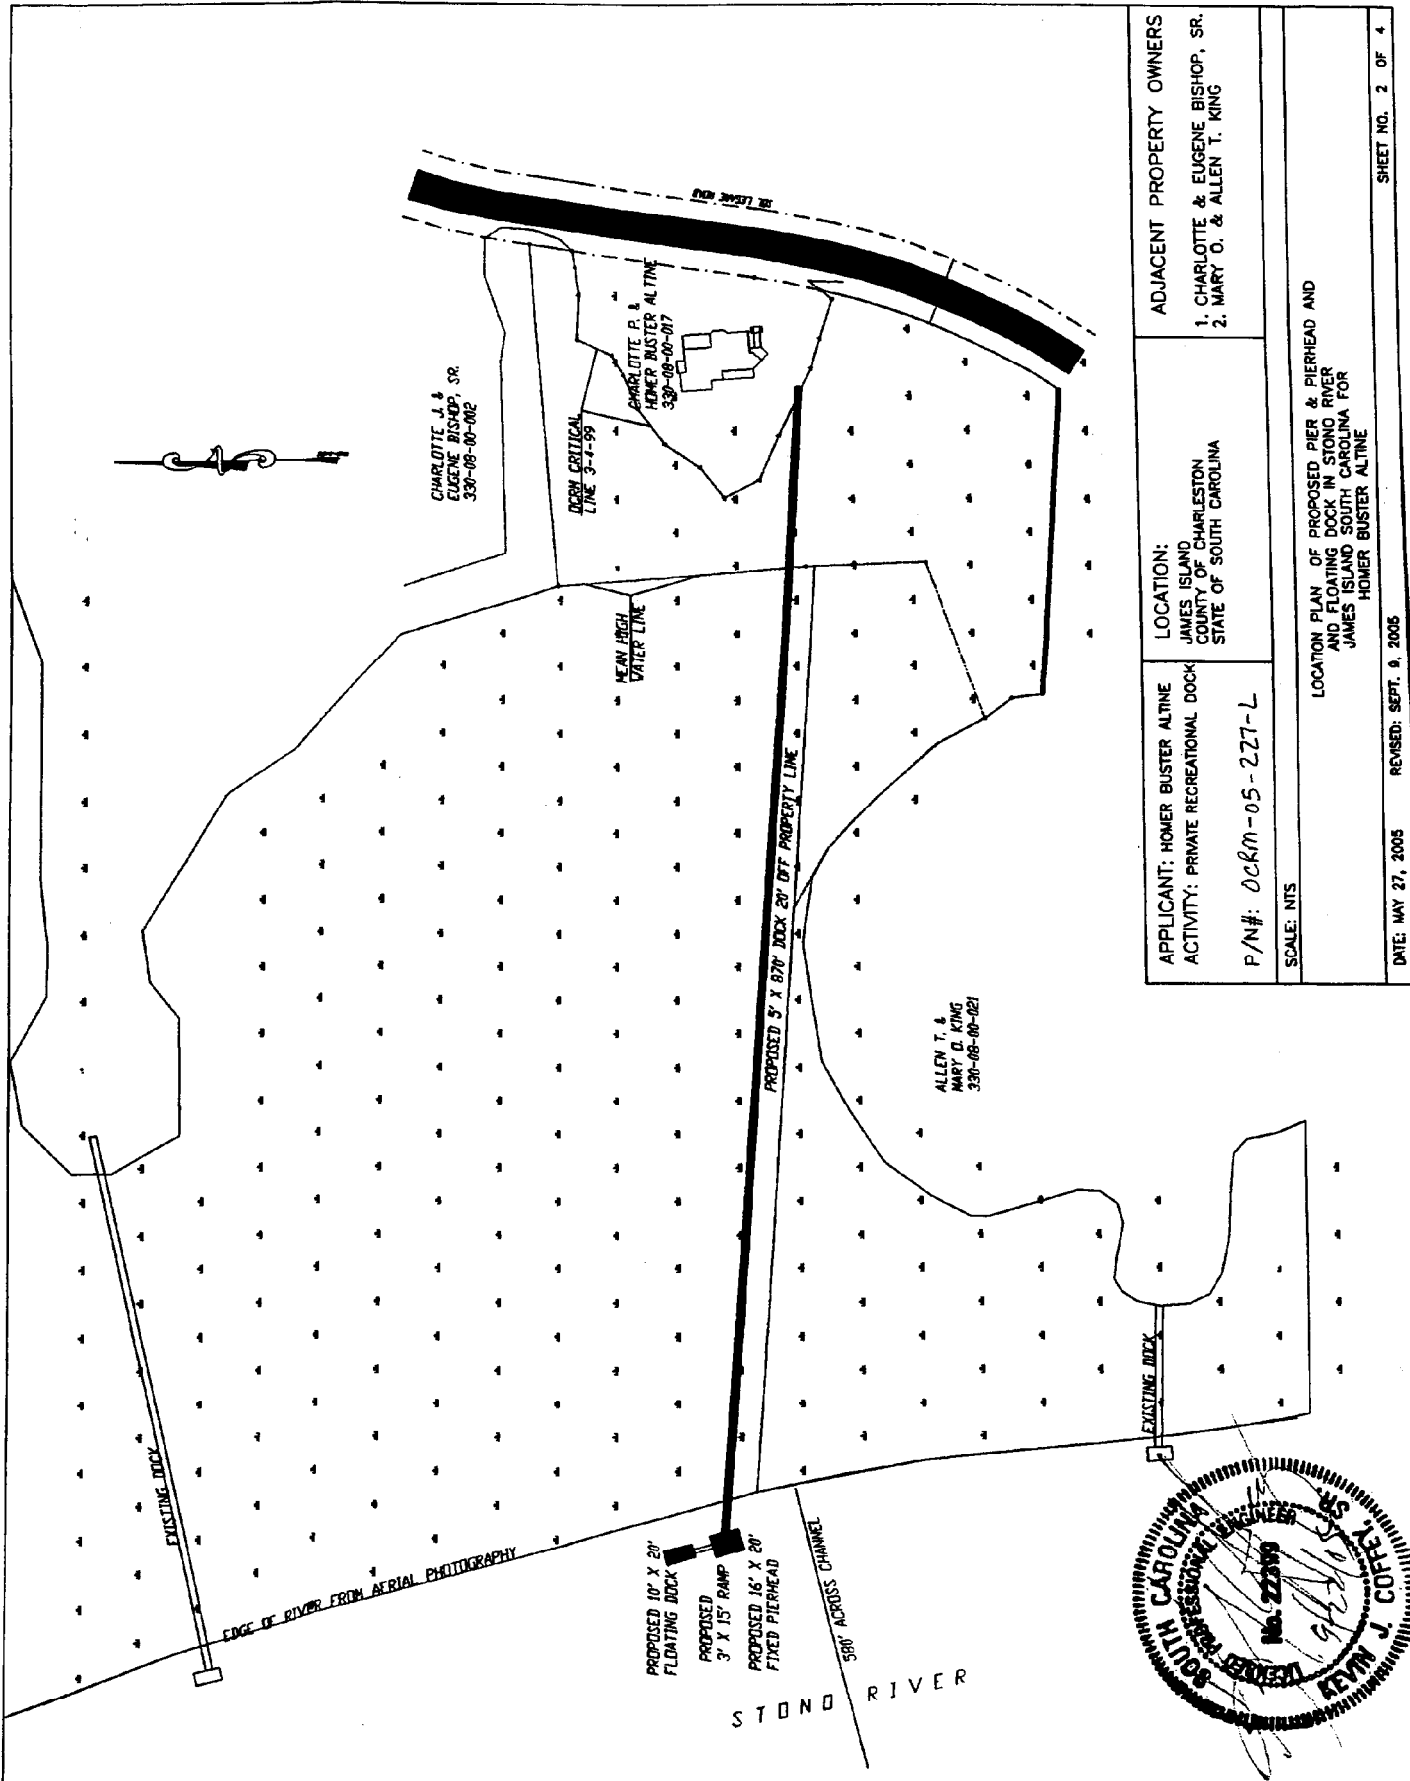 CHARLOTTE J. &
EUGENE BISHOP, SR.
330-08-00-002
OCRM CRITICAL
LINE 3-4-99
CHARLOTTE P. &
HOMER BUSTER ALTINE
330-08-00-017
MEAN HIGH
WATER LINE
PROPOSED 5' X 870' DOCK 20' OFF PROPERTY LINE
ALLEN T. &
MARY O. KING
330-08-00-021
EXISTING DOCK
EXISTING DOCK
EDGE OF RIVER FROM AERIAL PHOTOGRAPHY
PROPOSED 10' X 20'
FLOATING DOCK
PROPOSED
3' X 15' RAMP
PROPOSED 16' X 20'
FIXED PIERHEAD
580' ACROSS CHANNEL
STONO RIVER
SOUTH CAROLINA
LICENSED PROFESSIONAL ENGINEER
No. 22399
KEVIN J. COFFEY, SR.
APPLICANT: HOMER BUSTER ALTINE
ACTIVITY: PRIVATE RECREATIONAL DOCK
P/N#: OCRM-05-227-L
LOCATION:
JAMES ISLAND
COUNTY OF CHARLESTON
STATE OF SOUTH CAROLINA
ADJACENT PROPERTY OWNERS
1. CHARLOTTE & EUGENE BISHOP, SR.
2. MARY O. & ALLEN T. KING
SCALE: NTS
LOCATION PLAN OF PROPOSED PIER & PIERHEAD AND
AND FLOATING DOCK IN STONO RIVER
JAMES ISLAND SOUTH CAROLINA FOR
HOMER BUSTER ALTINE
DATE: MAY 27, 2005 REVISED: SEPT. 9, 2005
SHEET NO. 2 OF 4